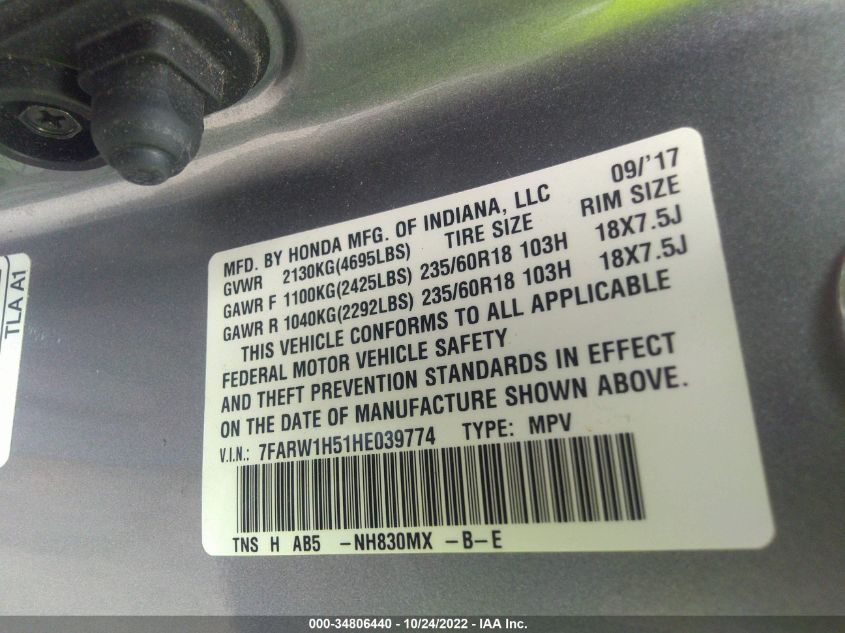 09/'17
MFD. BY HONDA MFG. OF INDIANA, LLC
GVWR 2130KG(4695LBS) TIRE SIZE RIM SIZE
GAWR F 1100KG(2425LBS) 235/60R18 103H 18X7.5J
GAWR R 1040KG(2292LBS) 235/60R18 103H 18X7.5J
THIS VEHICLE CONFORMS TO ALL APPLICABLE
FEDERAL MOTOR VEHICLE SAFETY
AND THEFT PREVENTION STANDARDS IN EFFECT
ON THE DATE OF MANUFACTURE SHOWN ABOVE.
V.I.N.: 7FARW1H51HE039774 TYPE: MPV
TNS H AB5 -NH830MX -B-E
TLA A1
000-34806440 - 10/24/2022 - IAA Inc.